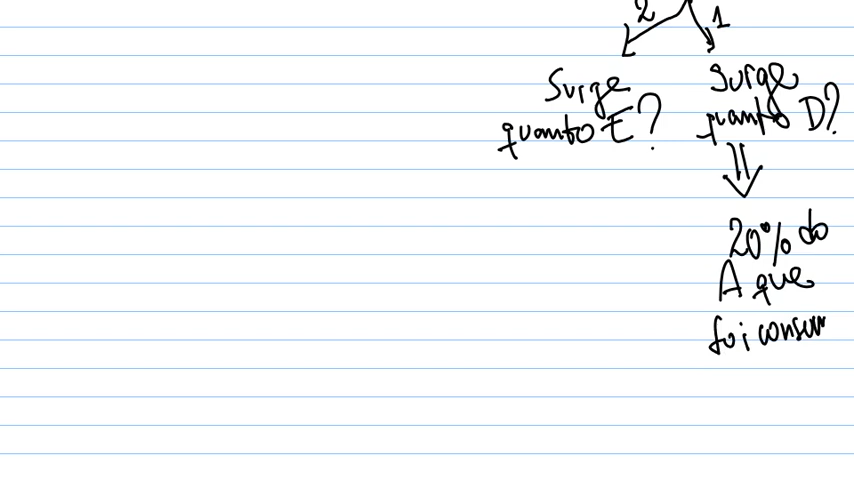 2 1
Surge
quanto E?
Surge
quanto D?
20% do
A que
foi consum